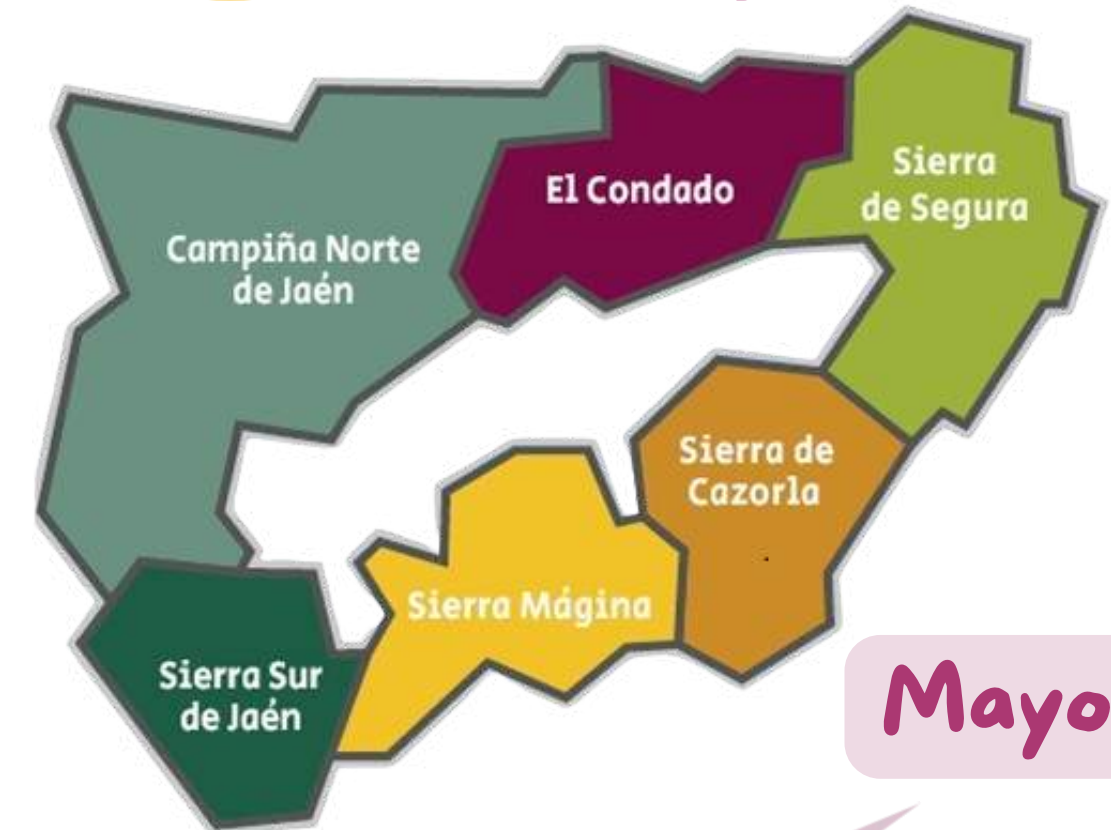 Sierra
de Segura
El Condado
Campiña Norte
de Jaén
Sierra de
Cazorla
Sierra Mágina
Sierra Sur
de Jaén
Mayo